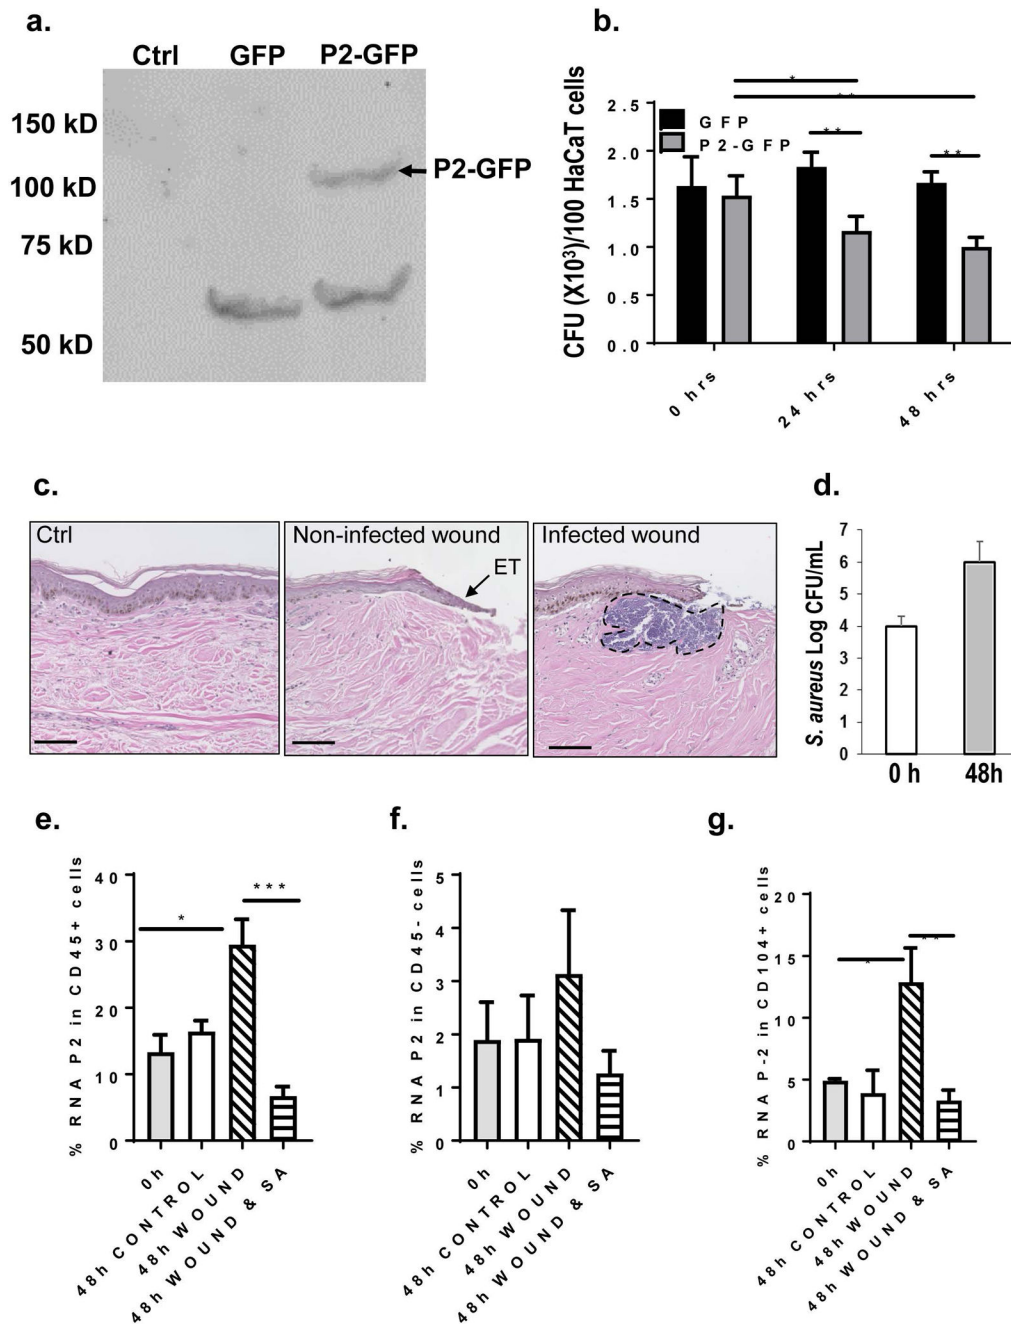 a.
Ctrl GFP P2-GFP
150 kD
100 kD
75 kD
50 kD
P2-GFP
b.
CFU (X10³)/100 HaCaT cells
2.5
2.0
1.5
1.0
0.5
0.0
GFP
P2-GFP
*
**
**
**
0 hrs
24 hrs
48 hrs
c.
Ctrl
Non-infected wound
ET
Infected wound
d.
S. aureus Log CFU/mL
7
6
5
4
3
2
1
0
0 h
48h
e.
% RNA P2 in CD45+ cells
40
30
20
10
0
*
***
0h
48h CONTROL
48h WOUND
48h WOUND & SA
f.
% RNA P2 in CD45- cells
5
4
3
2
1
0
0h
48h CONTROL
48h WOUND
48h WOUND & SA
g.
% RNA P-2 in CD104+ cells
20
15
10
5
0
*
**
0h
48h CONTROL
48h WOUND
48h WOUND & SA